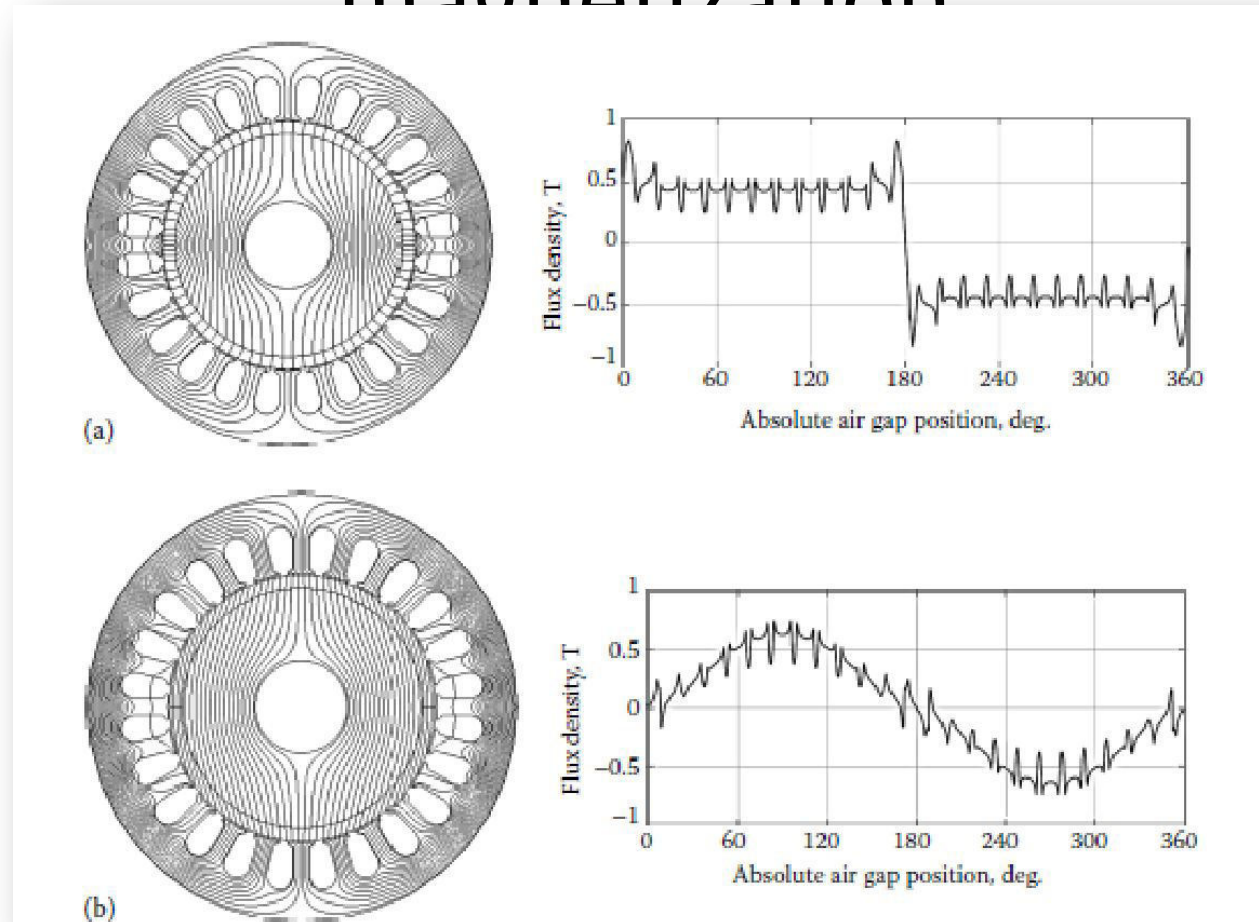 magnetization
1
0.5
0
−0.5
−1
Flux density, T
0 60 120 180 240 300 360
Absolute air gap position, deg.
(a)
1
0.5
0
−0.5
−1
Flux density, T
0 60 120 180 240 300 360
Absolute air gap position, deg.
(b)